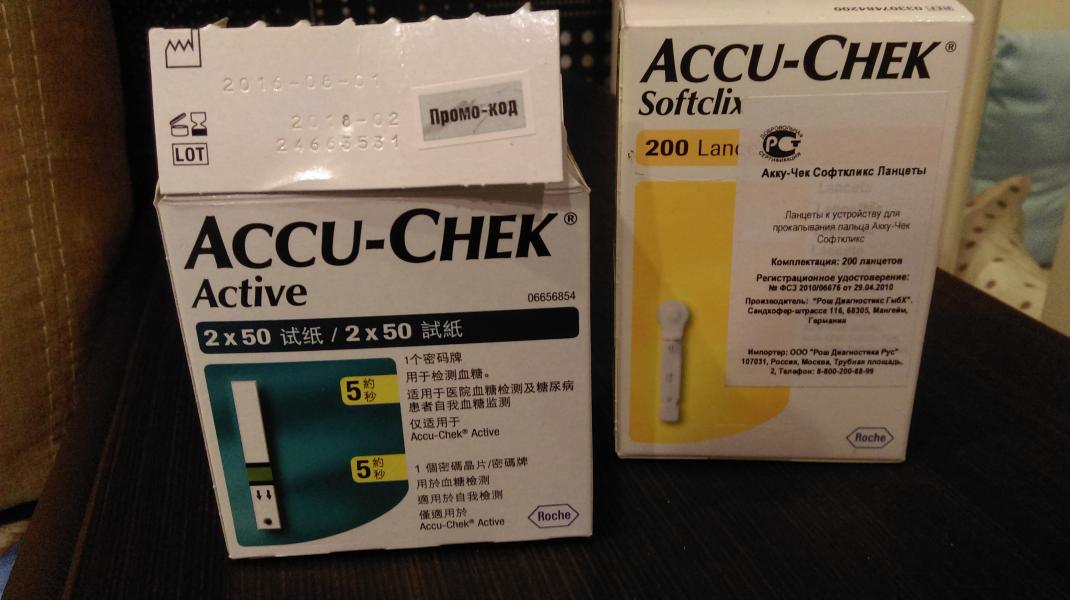 2016-08-01
2018-02
LOT
24663531
Промо-код
ACCU-CHEK®
Active
06656854
2 x 50 试纸 / 2 x 50 試紙
5 約秒
1个密码牌
用于检测血糖。
适用于医院血糖检测及糖尿病
患者自我血糖监测
仅适用于
Accu-Chek® Active
5 約秒
1 個密碼晶片/密碼牌
用於血糖檢測
適用於自我檢測
僅適用於
Accu-Chek® Active
Roche
REF 03307484200
ACCU-CHEK®
Softclix
200 Lanc
ДОБРОВОЛЬНАЯ
СЕРТИФИКАЦИЯ
Акку-Чек Софткликс Ланцеты
Ланцеты к устройству для
прокалывания пальца Акку-Чек
Софткликс
Комплектация: 200 ланцетов
Регистрационное удостоверение:
№ ФСЗ 2010/06676 от 29.04.2010
Производитель: "Рош Диагностикс ГмбХ".
Сандхофер-штрассе 116, 68305, Мангейм,
Германия
Импортер: ООО "Рош Диагностика Рус"
107031, Россия, Москва, Трубная площадь,
2, Телефон: 8-800-200-88-99
Roche